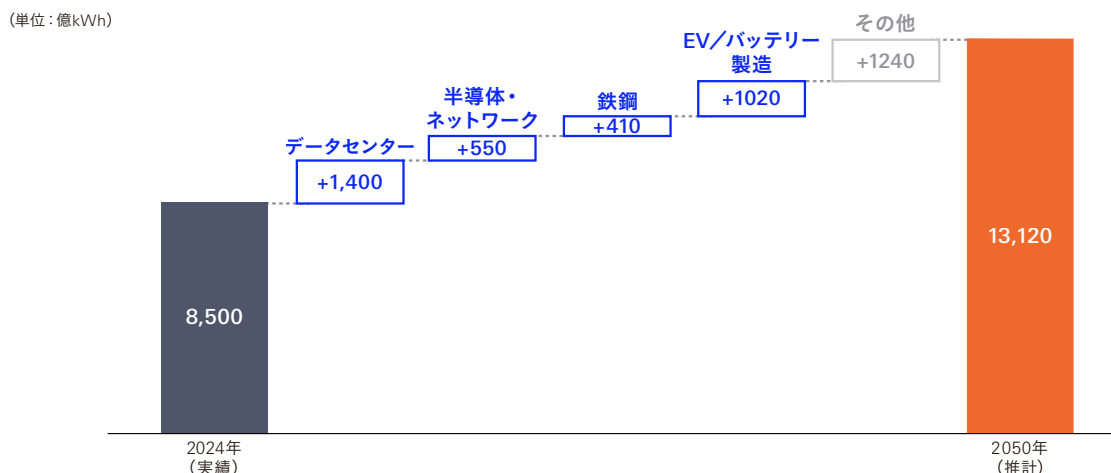 (単位：億kWh)
その他
+1240
EV／バッテリー
製造
+1020
鉄鋼
+410
半導体・
ネットワーク
+550
データセンター
+1,400
8,500
13,120
2024年
(実績)
2050年
(推計)